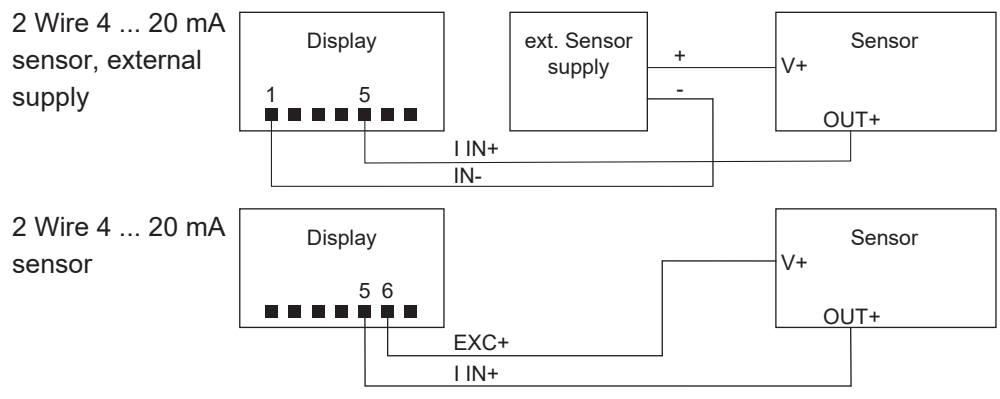 2 Wire 4 ... 20 mA
sensor, external
supply
Display
1 5
ext. Sensor
supply
+
-
Sensor
V+
OUT+
I IN+
IN-
2 Wire 4 ... 20 mA
sensor
Display
5 6
Sensor
V+
OUT+
EXC+
I IN+